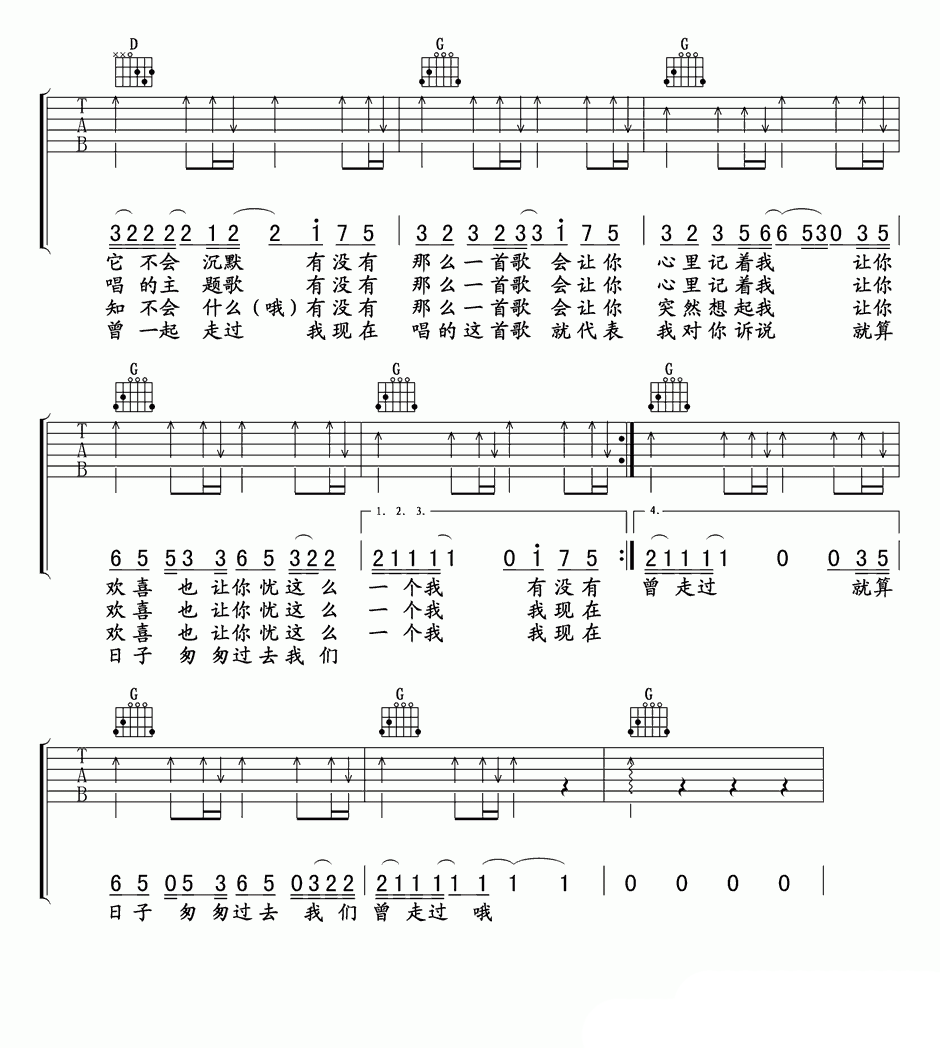 D G G
T
A
B
3 2 2 2 2 1 2 2 i 7 5 | 3 2 3 2 3 3 i 7 5 | 3 2 3 5 6 6 5 3 0 3 5 |
它 不会 沉默 有没有 那么一首歌 会让你 心里记着我 让你
唱 的主 题歌 有没有 那么一首歌会让你 心里记着我 让你
知 不会 什么(哦)有没有 那么一首歌会让你 突然想起我 让你
曾 一起 走过 我现在 唱的这首歌 就代表 我对你诉说 就算
G G G
T
A
B
1. 2. 3. 4.
6 5 5 3 3 6 5 3 2 2 | 2 1 1 1 1 0 i 7 5 :| 2 1 1 1 1 0 0 3 5 |
欢喜 也让你忧这么 一个我 有没有 曾走过 就算
欢喜 也让你忧这么 一个我 我现在
欢喜 也让你忧这么 一个我 我现在
日子 匆匆过去我们
G G G
T
A
B
6 5 0 5 3 6 5 0 3 2 2 | 2 1 1 1 1 1 1 1 | 0 0 0 0 |
日子 匆匆过去 我们曾走过 哦